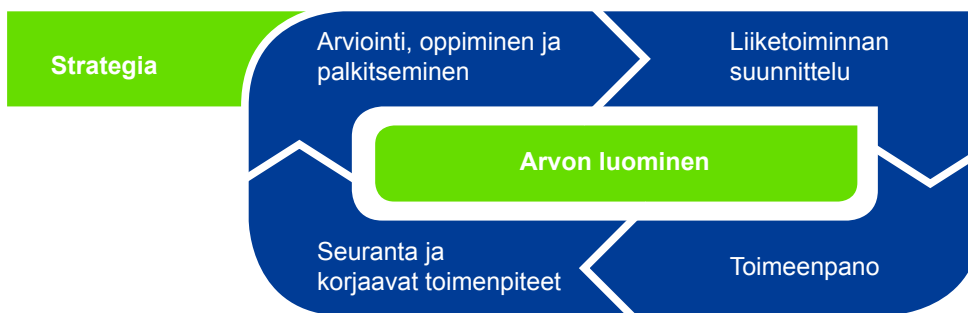 Strategia
Arviointi, oppiminen ja
palkitseminen
Liiketoiminnan
suunnittelu
Arvon luominen
Seuranta ja
korjaavat toimenpiteet
Toimeenpano